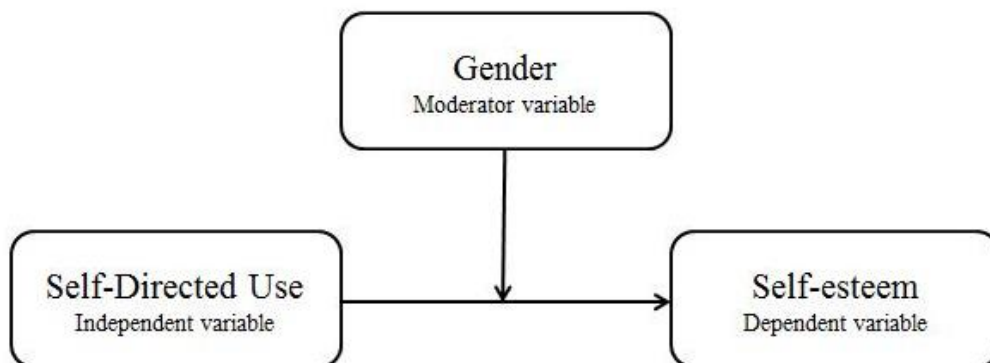 Gender
Moderator variable
Self-Directed Use
Independent variable
Self-esteem
Dependent variable